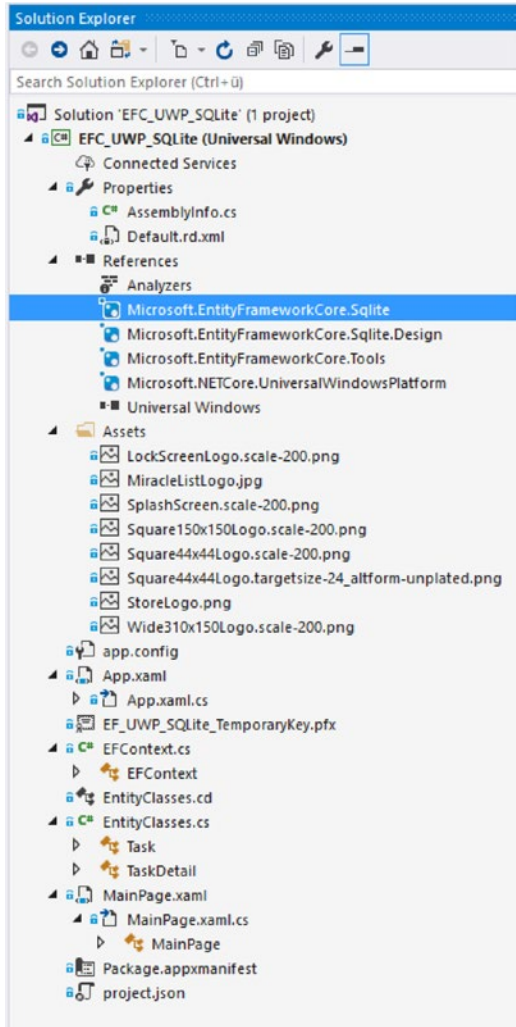 Solution Explorer
Search Solution Explorer (Ctrl+ü)
Solution 'EFC_UWP_SQLite' (1 project)
C# EFC_UWP_SQLite (Universal Windows)
Connected Services
Properties
C# AssemblyInfo.cs
Default.rd.xml
References
Analyzers
Microsoft.EntityFrameworkCore.Sqlite
Microsoft.EntityFrameworkCore.Sqlite.Design
Microsoft.EntityFrameworkCore.Tools
Microsoft.NETCore.UniversalWindowsPlatform
Universal Windows
Assets
LockScreenLogo.scale-200.png
MiracleListLogo.jpg
SplashScreen.scale-200.png
Square150x150Logo.scale-200.png
Square44x44Logo.scale-200.png
Square44x44Logo.targetsize-24_altform-unplated.png
StoreLogo.png
Wide310x150Logo.scale-200.png
app.config
App.xaml
App.xaml.cs
EF_UWP_SQLite_TemporaryKey.pfx
C# EFContext.cs
EFContext
EntityClasses.cd
C# EntityClasses.cs
Task
TaskDetail
MainPage.xaml
MainPage.xaml.cs
MainPage
Package.appxmanifest
project.json